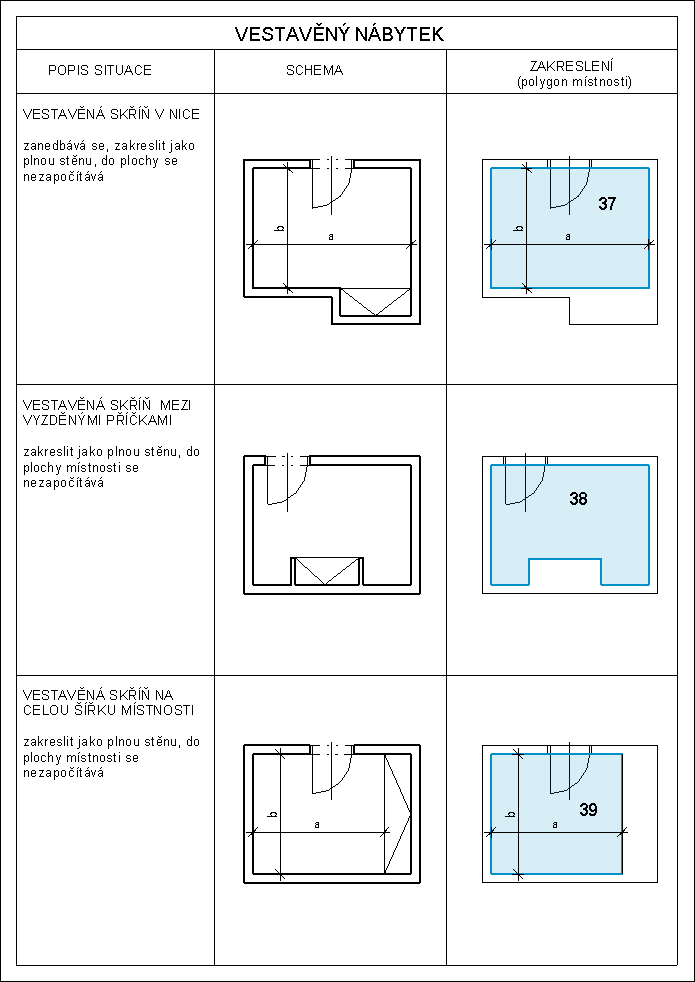 VESTAVĚNÝ NÁBYTEK
POPIS SITUACE
SCHEMA
ZAKRESLENÍ
(polygon místnosti)
VESTAVĚNÁ SKŘÍŇ V NICE
zanedbává se, zakreslit jako
plnou stěnu, do plochy se
nezapočítává
b
a
37
b
a
VESTAVĚNÁ SKŘÍŇ MEZI
VYZDĚNÝMI PŘÍČKAMI
zakreslit jako plnou stěnu, do
plochy místnosti se
nezapočítává
38
VESTAVĚNÁ SKŘÍŇ NA
CELOU ŠÍŘKU MÍSTNOSTI
zakreslit jako plnou stěnu, do
plochy místnosti se
nezapočítává
b
a
39
b
a